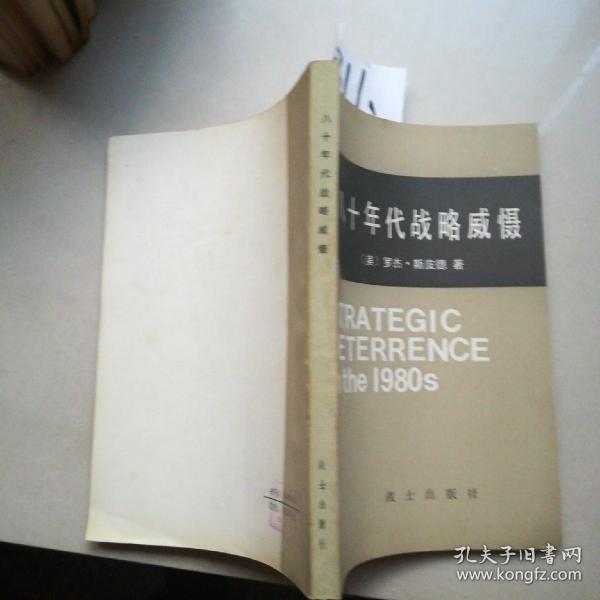 八十年代战略威慑
战士出版社
八十年代战略威慑
〔英〕罗杰·斯皮德 著
TRATEGIC
ETERRENCE
the 1980s
战士出版社
孔夫子旧书网
www.kongfz.com